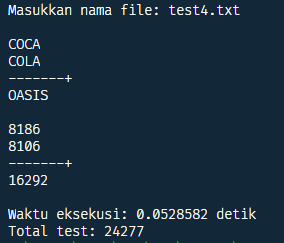 Masukkan nama file: test4.txt
COCA
COLA
-------+
OASIS
8186
8106
-------+
16292
Waktu eksekusi: 0.0528582 detik
Total test: 24277